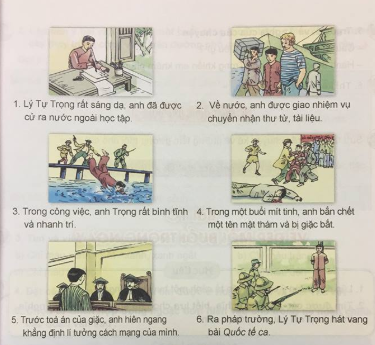 1. Lý Tự Trọng rất sáng dạ, anh đã được
cử ra nước ngoài học tập.
2. Về nước, anh được giao nhiệm vụ
chuyển nhận thư từ, tài liệu.
3. Trong công việc, anh Trọng rất bình tĩnh
và nhanh trí.
4. Trong một buổi mít tinh, anh bắn chết
một tên mật thám và bị giặc bắt.
5. Trước toà án của giặc, anh hiên ngang
khẳng định lí tưởng cách mạng của mình.
6. Ra pháp trường, Lý Tự Trọng hát vang
bài Quốc tế ca.